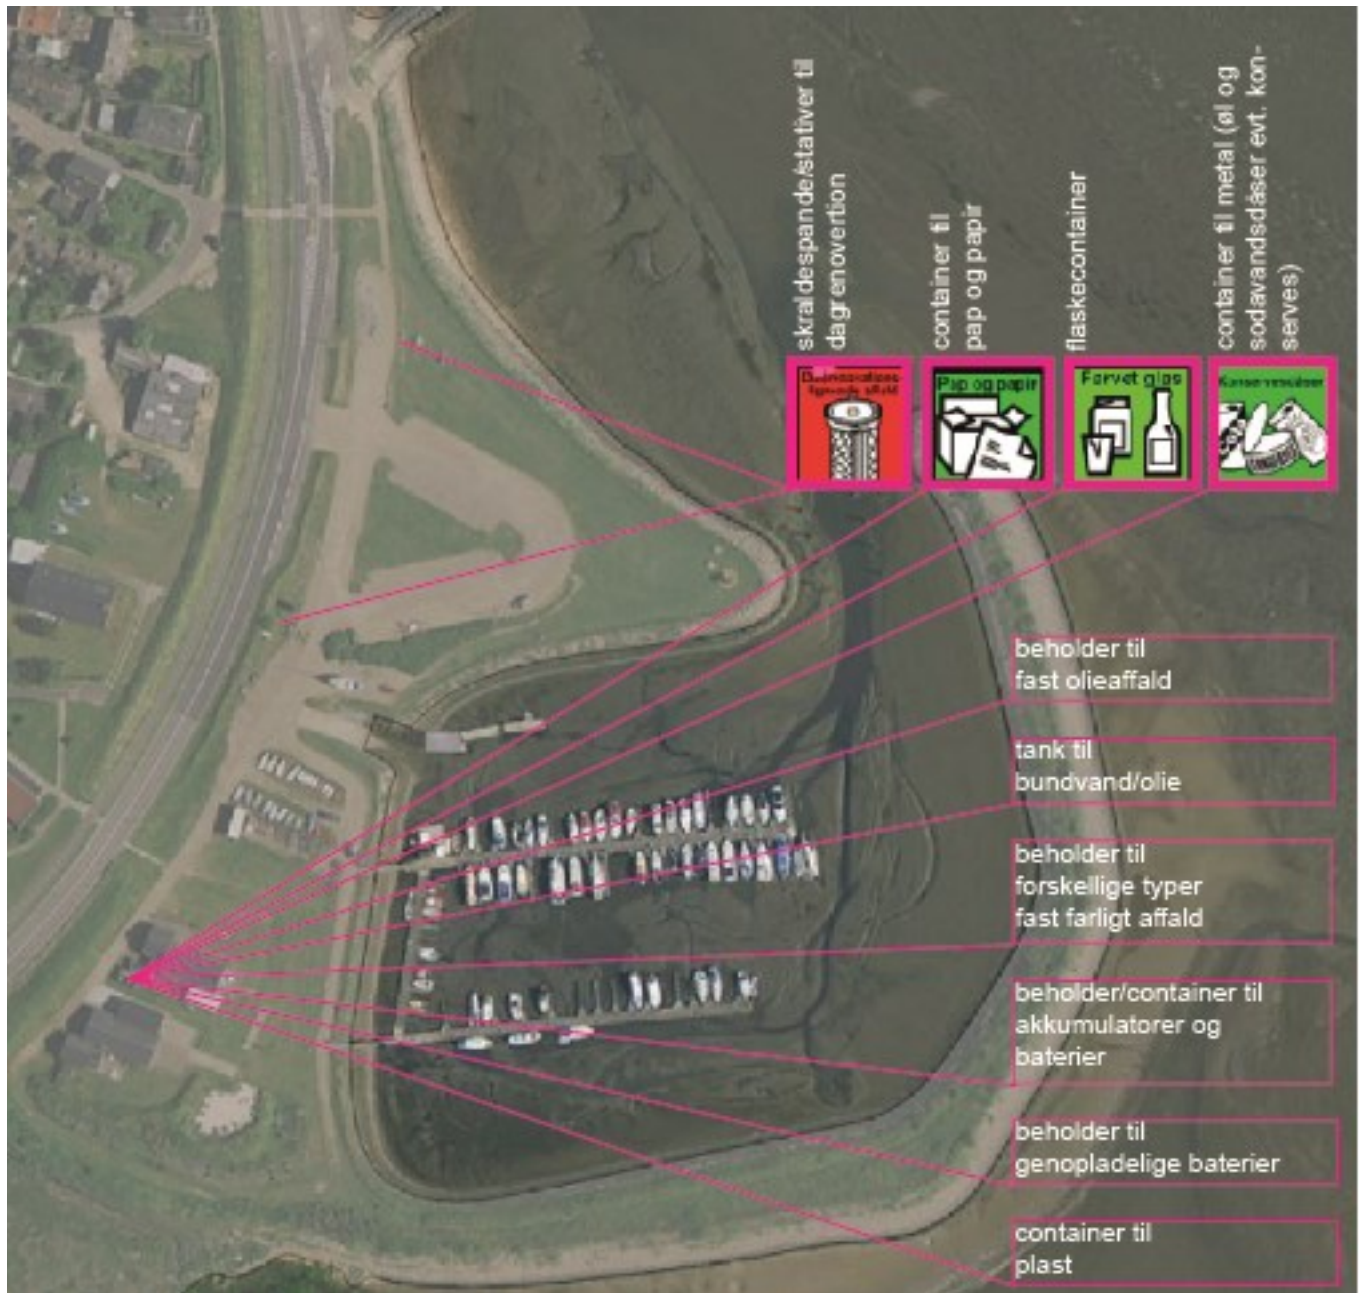 skraldespande/stativer til
dagrenovertion
container til
pap og papir
flaskecontainer
container til metal (øl og
sodavandsdåser evt. kon-
serves)
Pap og papir
Farvet glas
beholder til
fast olieaffald
tank til
bundvand/olie
beholder til
forskellige typer
fast farligt affald
beholder/container til
akkumulatorer og
baterier
beholder til
genopladelige baterier
container til
plast